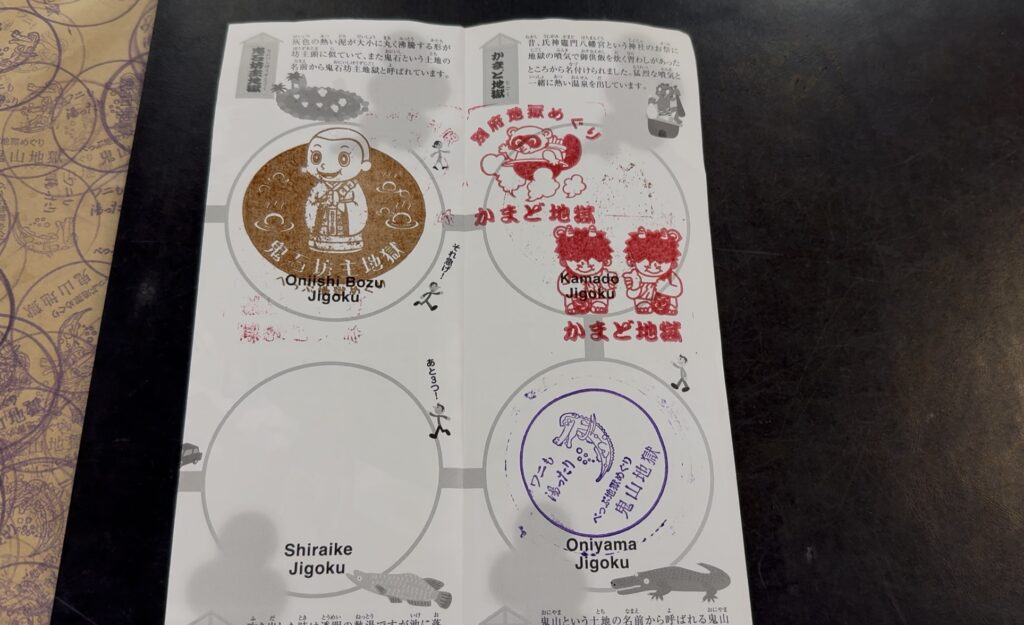 鬼石坊主地獄
灰色の熱い泥が大小に丸く沸騰する形が
坊主頭に似ていて、また鬼石という土地の
名前から鬼石坊主地獄と呼ばれています。
かまど地獄
昔、氏神竈門八幡宮という神社のお祭に
地獄の噴気で御供飯を炊く習わしがあった
ところから名付けられました。猛烈な噴気と
一緒に熱い温泉を出しています。
鬼石坊主地獄
Oniishi Bozu
Jigoku
別府地獄めぐり
かまど地獄
Kamado
Jigoku
かまど地獄
それ急げ！
あと3つ！
Shiraike
Jigoku
ワニも
湯ったり
べっぷ地獄めぐり
鬼山地獄
Oniyama
Jigoku
鬼山という土地の名前から呼ばれる鬼山